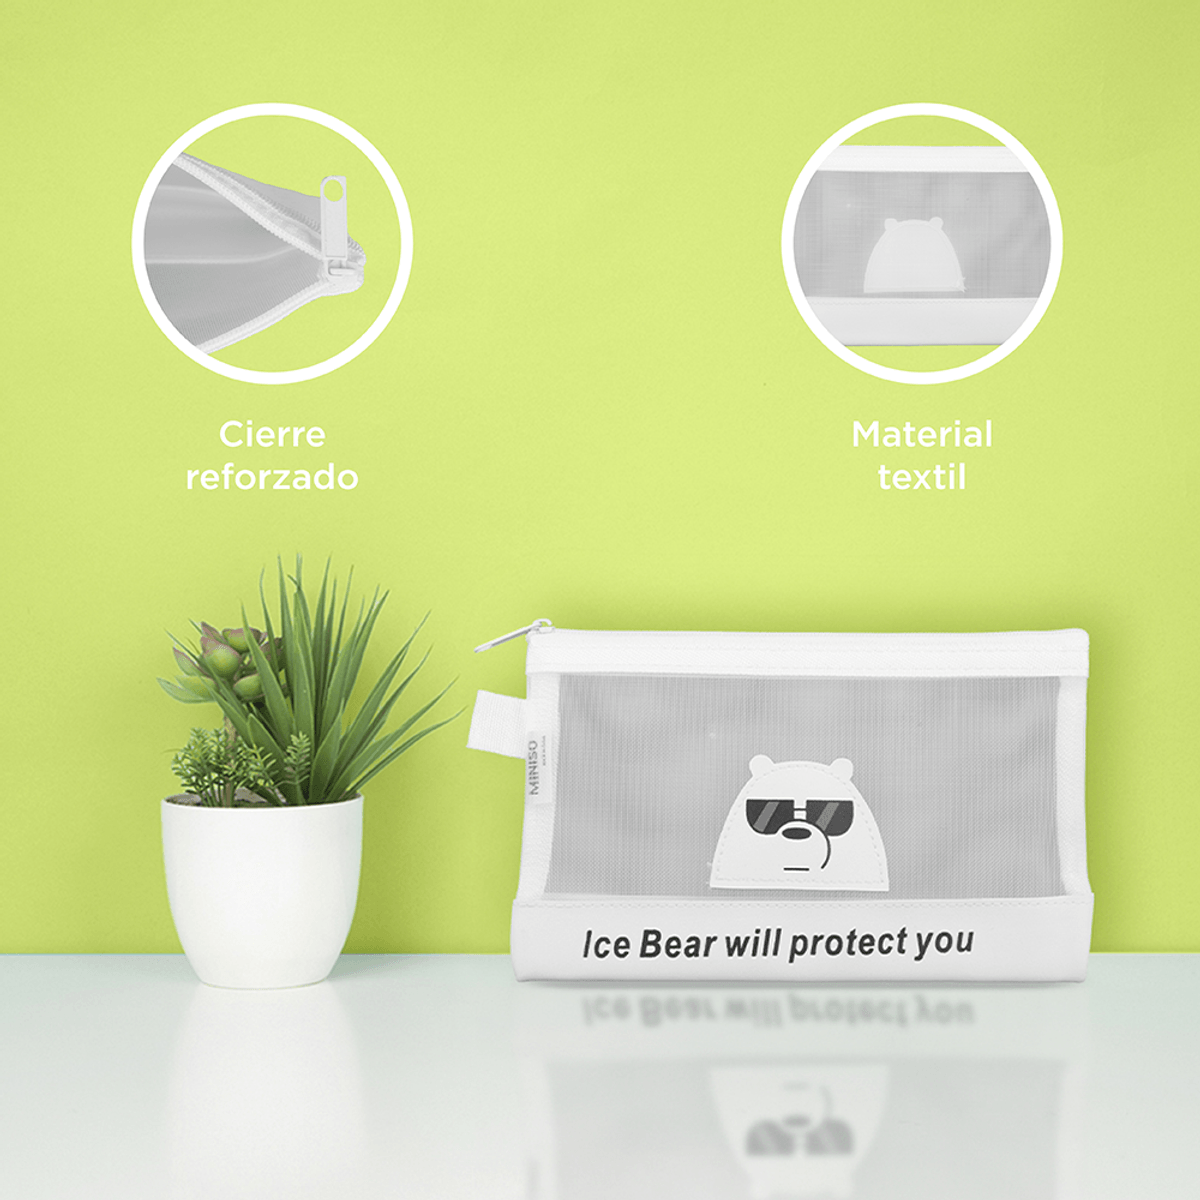 Cierre
reforzado
Material
textil
MINISO
Ice Bear will protect you